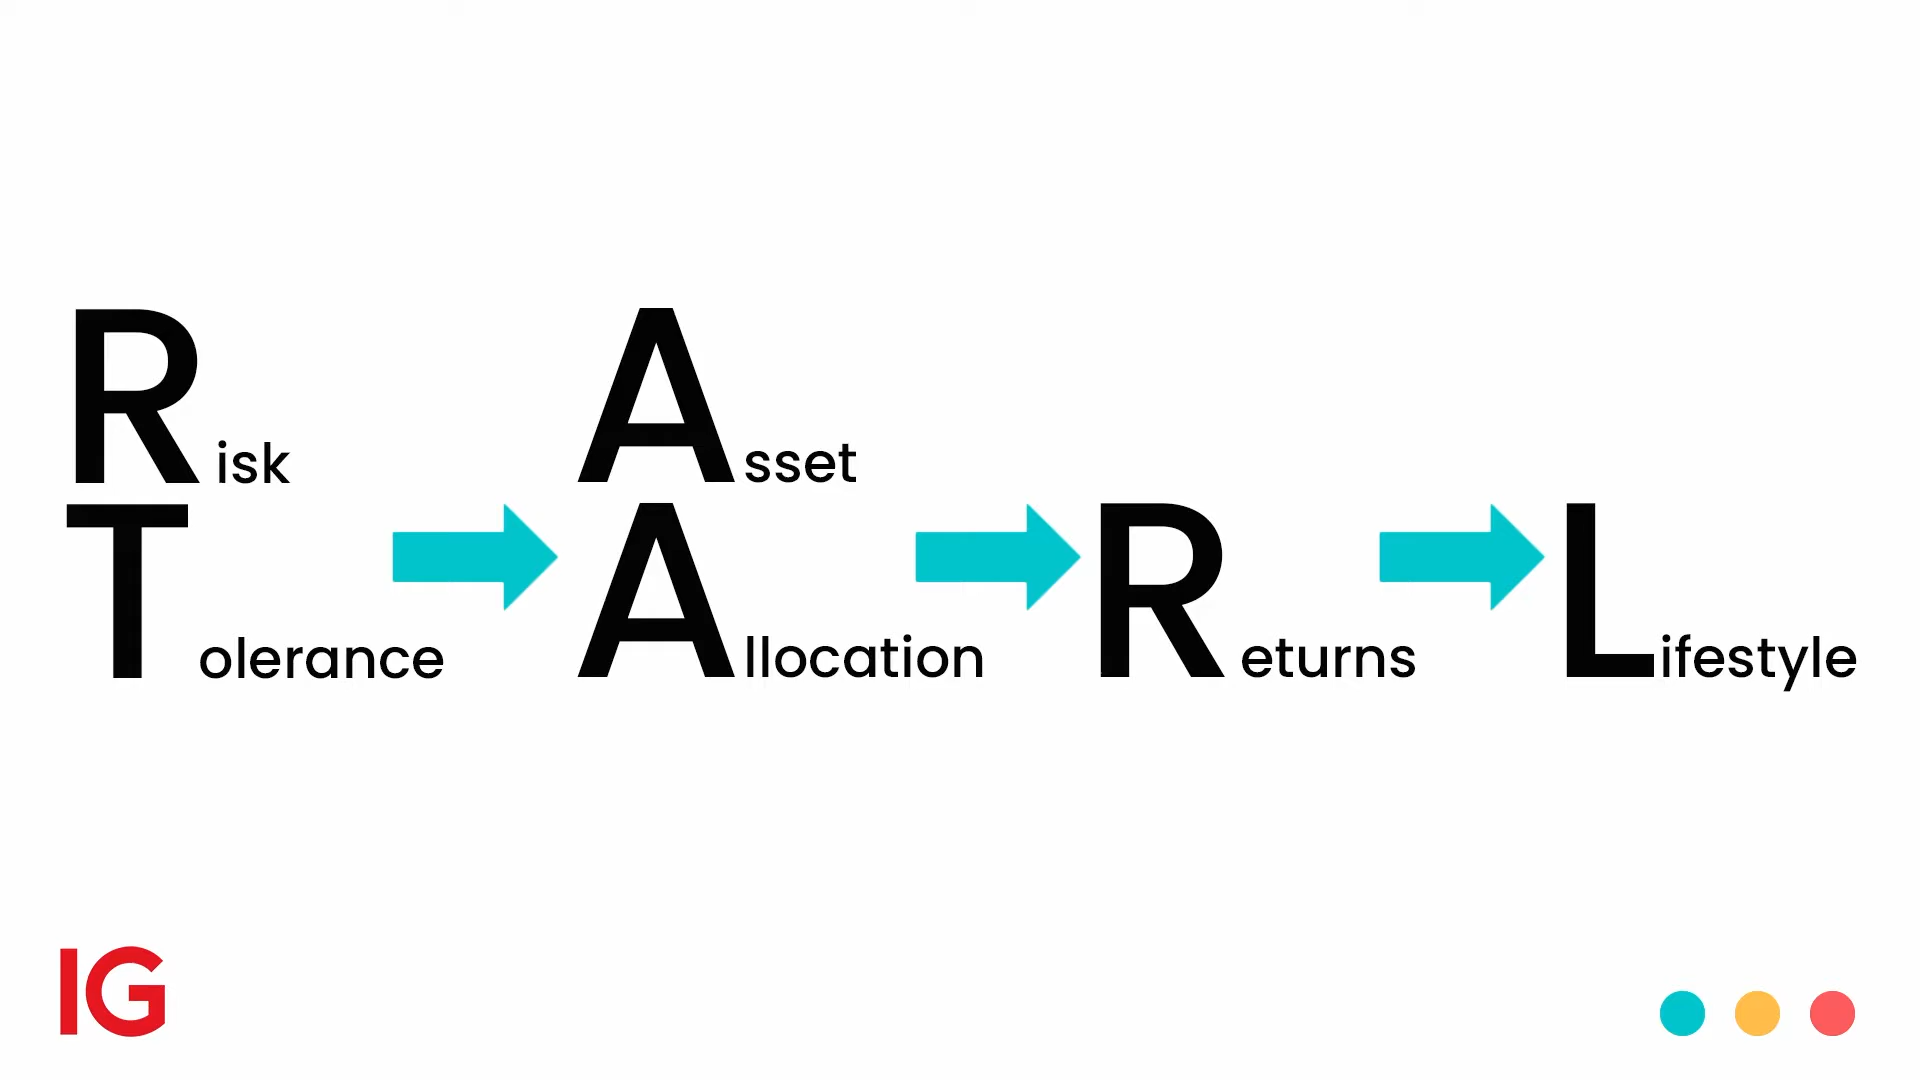 Risk
Tolerance
Asset
Allocation
Returns
Lifestyle
IG